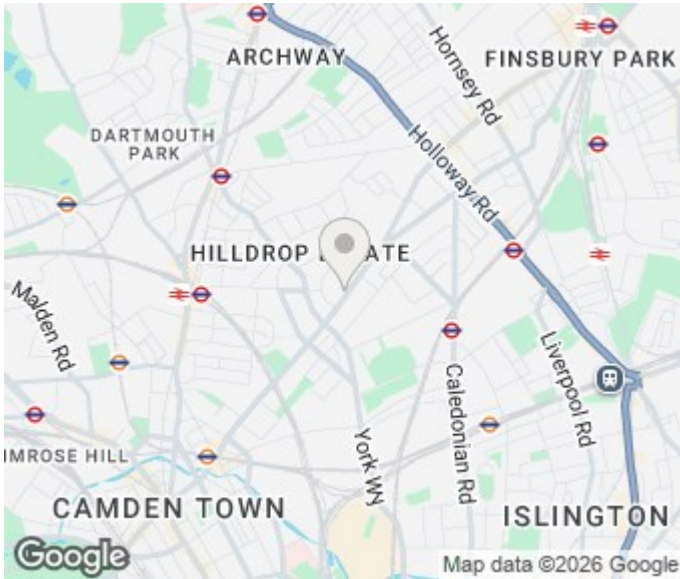 ARCHWAY
Hornsey Rd
FINSBURY PARK
DARTMOUTH
PARK
Holloway Rd
HILLDROP
ATE
Malden Rd
Liverpool Rd
Caledonian Rd
York Wy
IMROSE HILL
CAMDEN TOWN
ISLINGTON
Google
Map data ©2026 Google